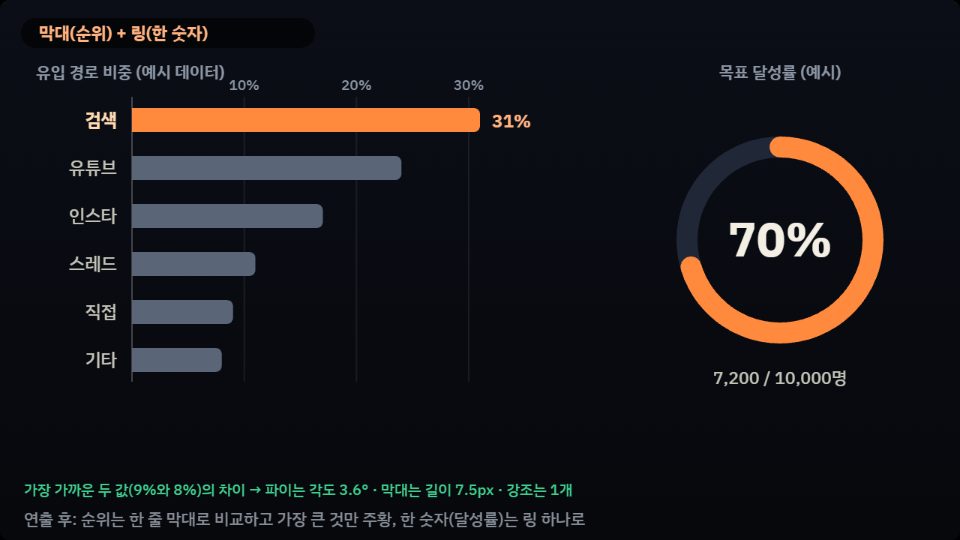 막대(순위) + 링(한 숫자)
유입 경로 비중 (예시 데이터)
목표 달성률 (예시)
10%
20%
30%
검색
31%
유튜브
인스타
스레드
직접
기타
70%
7,200 / 10,000명
가장 가까운 두 값(9%와 8%)의 차이 → 파이는 각도 3.6° · 막대는 길이 7.5px · 강조는 1개
연출 후: 순위는 한 줄 막대로 비교하고 가장 큰 것만 주황, 한 숫자(달성률)는 링 하나로